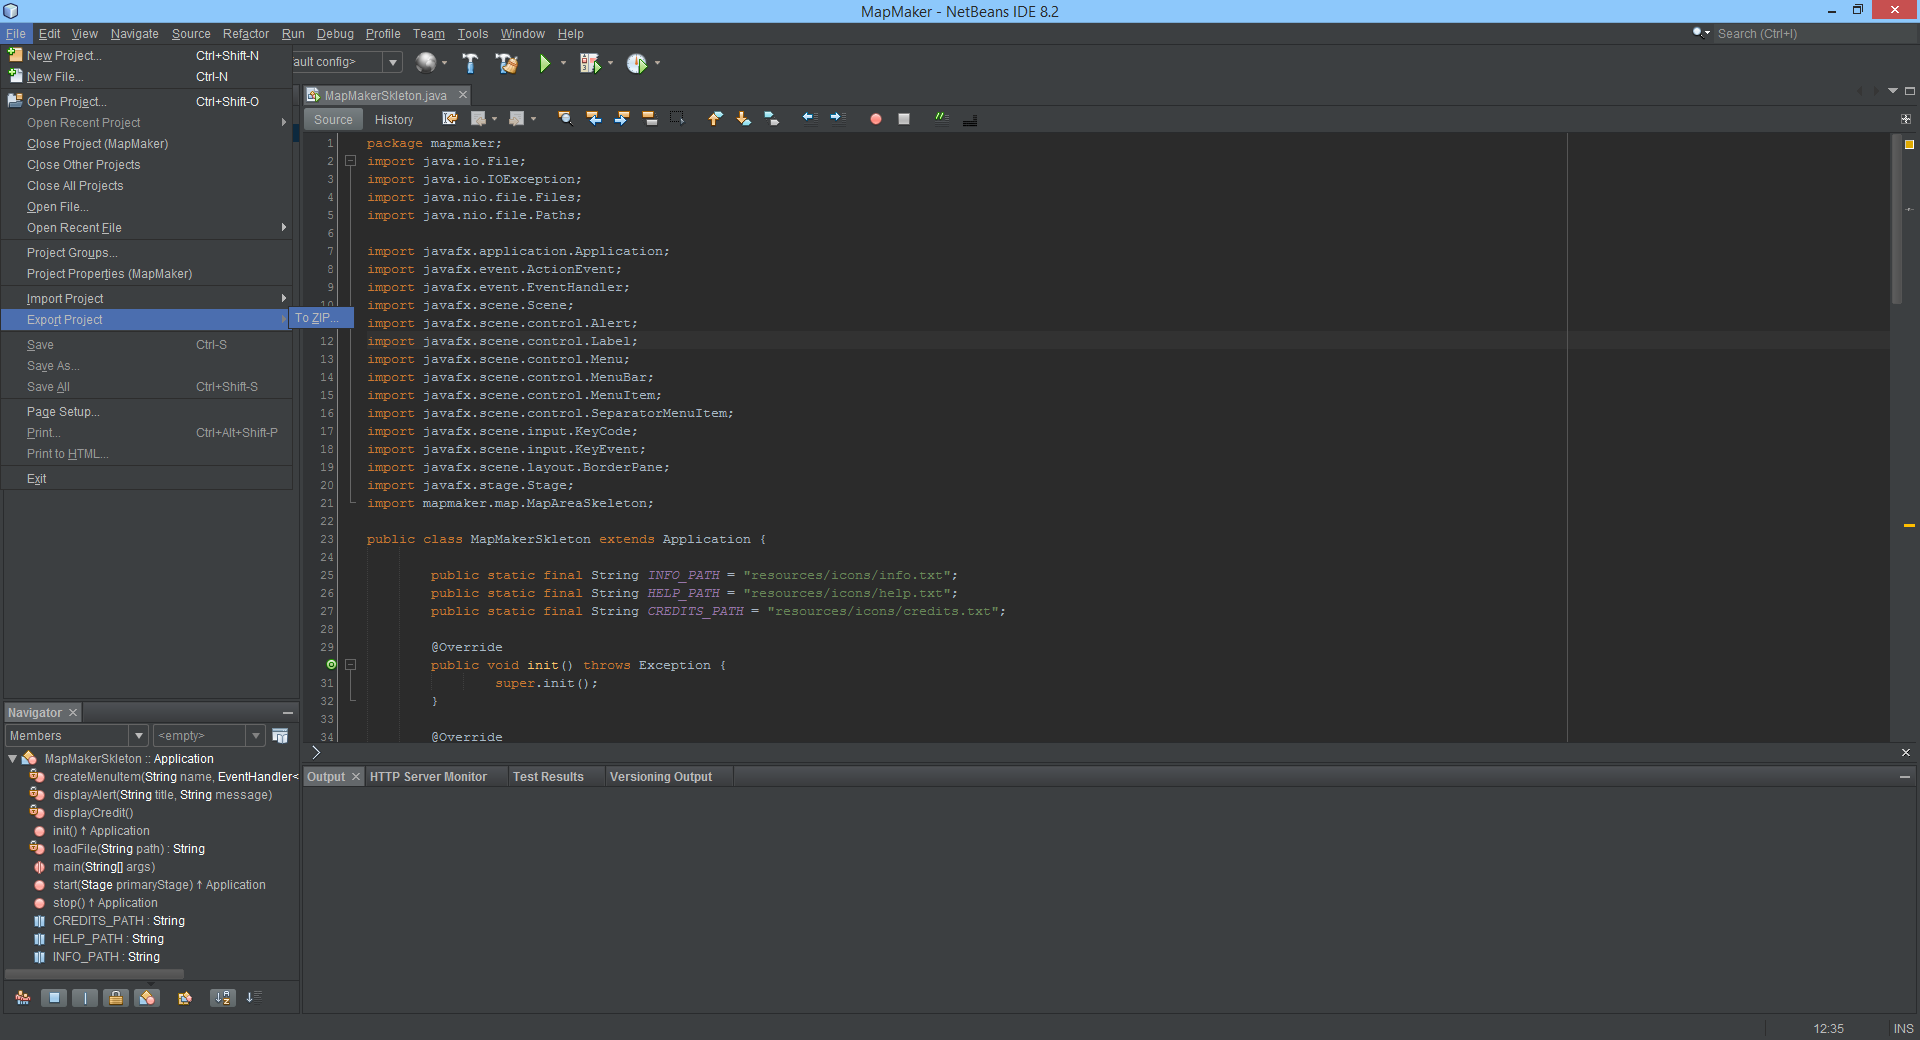 MapMaker - NetBeans IDE 8.2
File Edit View Navigate Source Refactor Run Debug Profile Team Tools Window Help
Search (Ctrl+I)
New Project... Ctrl+Shift-N
New File... Ctrl-N
Open Project... Ctrl+Shift-O
Open Recent Project
Close Project (MapMaker)
Close Other Projects
Close All Projects
Open File...
Open Recent File
Project Groups...
Project Properties (MapMaker)
Import Project
Export Project
To ZIP...
Save Ctrl-S
Save As...
Save All Ctrl+Shift-S
Page Setup...
Print... Ctrl+Alt+Shift-P
Print to HTML...
Exit
ault config>
MapMakerSkleton.java
Source History
1 package mapmaker;
2 import java.io.File;
3 import java.io.IOException;
4 import java.nio.file.Files;
5 import java.nio.file.Paths;
6
7 import javafx.application.Application;
8 import javafx.event.ActionEvent;
9 import javafx.event.EventHandler;
10 import javafx.scene.Scene;
import javafx.scene.control.Alert;
12 import javafx.scene.control.Label;
13 import javafx.scene.control.Menu;
14 import javafx.scene.control.MenuBar;
15 import javafx.scene.control.MenuItem;
16 import javafx.scene.control.SeparatorMenuItem;
17 import javafx.scene.input.KeyCode;
18 import javafx.scene.input.KeyEvent;
19 import javafx.scene.layout.BorderPane;
20 import javafx.stage.Stage;
21 import mapmaker.map.MapAreaSkeleton;
22
23 public class MapMakerSkleton extends Application {
24
25 public static final String INFO_PATH = "resources/icons/info.txt";
26 public static final String HELP_PATH = "resources/icons/help.txt";
27 public static final String CREDITS_PATH = "resources/icons/credits.txt";
28
29 @Override
public void init() throws Exception {
31 super.init();
32 }
33
34 @Override
Navigator
Members <empty>
MapMakerSkleton :: Application
createMenuItem(String name, EventHandler<
displayAlert(String title, String message)
displayCredit()
init() ↑ Application
loadFile(String path) : String
main(String[] args)
start(Stage primaryStage) ↑ Application
stop() ↑ Application
CREDITS_PATH : String
HELP_PATH : String
INFO_PATH : String
Output HTTP Server Monitor Test Results Versioning Output
12:35 INS